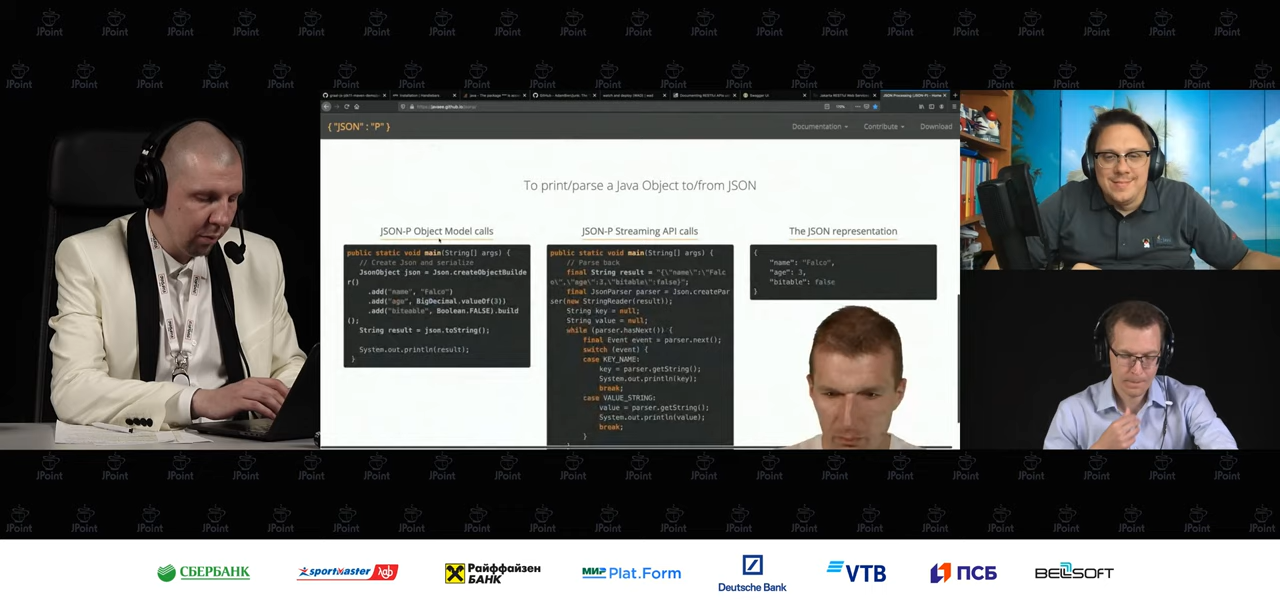 JPoint
{ "JSON" : "P" }
Documentation
Contribute
Download
To print/parse a Java Object to/from JSON
JSON-P Object Model calls
public static void main(String[] args) {
// Create Json and serialize
JsonObject json = Json.createObjectBuilde
r()
.add("name", "Falco")
.add("age", BigDecimal.valueOf(3))
.add("biteable", Boolean.FALSE).build
();
String result = json.toString();
System.out.println(result);
}
JSON-P Streaming API calls
public static void main(String[] args) {
// Parse back
final String result = "{\"name\":\"Falc
o\",\"age\":3,\"bitable\":false}";
final JsonParser parser = Json.createPar
ser(new StringReader(result));
String key = null;
String value = null;
while (parser.hasNext()) {
final Event event = parser.next();
switch (event) {
case KEY_NAME:
key = parser.getString();
System.out.println(key);
break;
case VALUE_STRING:
value = parser.getString();
System.out.println(value);
break;
}
The JSON representation
{
"name": "Falco",
"age": 3,
"bitable": false
}
СБЕРБАНК
sportmaster lab
Райффайзен
БАНК
МИР Plat.Form
Deutsche Bank
VTB
ПСБ
BELLSOFT